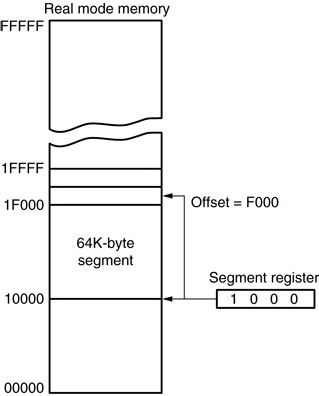 Real mode memory
FFFFF
1FFFF
1F000
Offset = F000
64K-byte
segment
Segment register
10000
1 0 0 0
00000